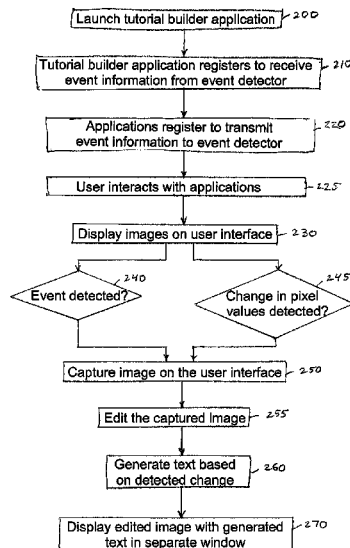 Launch tutorial builder application
200
Tutorial builder application registers to receive
event information from event detector
210
Applications register to transmit
event information to event detector
220
User interacts with applications
225
Display images on user interface
230
240
Event detected?
245
Change in pixel
values detected?
Capture image on the user interface
250
Edit the captured Image
255
Generate text based
on detected change
260
Display edited image with generated
text in separate window
270